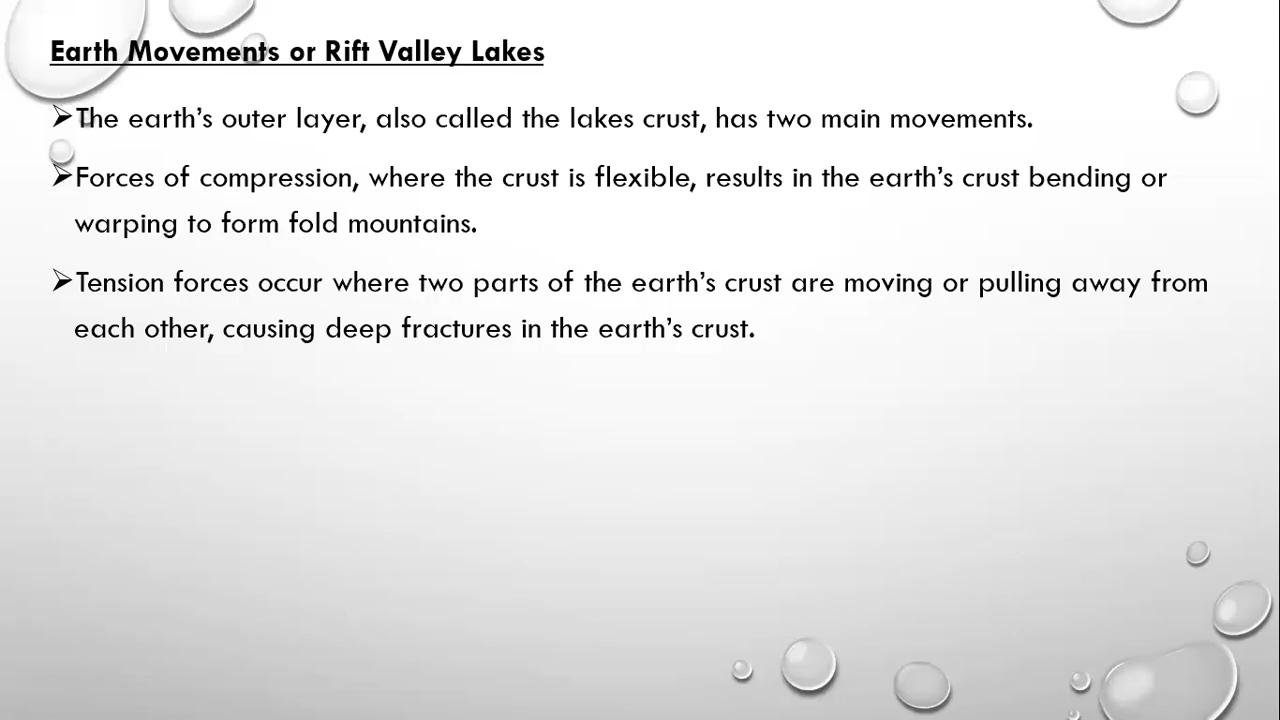 Earth Movements or Rift Valley Lakes
➢The earth’s outer layer, also called the lakes crust, has two main movements.
➢Forces of compression, where the crust is flexible, results in the earth’s crust bending or
warping to form fold mountains.
➢Tension forces occur where two parts of the earth’s crust are moving or pulling away from
each other, causing deep fractures in the earth’s crust.